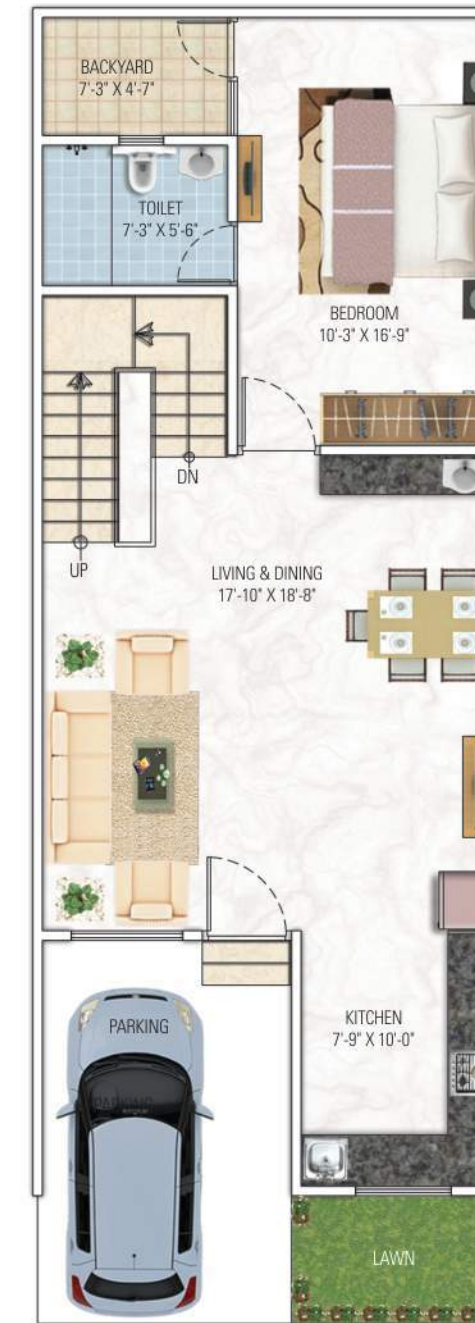 BACKYARD
7'-3" X 4'-7"
TOILET
7'-3" X 5'-6"
BEDROOM
10'-3" X 16'-9"
DN
UP
LIVING & DINING
17'-10" X 18'-8"
PARKING
PARKING
KITCHEN
7'-9" X 10'-0"
LAWN